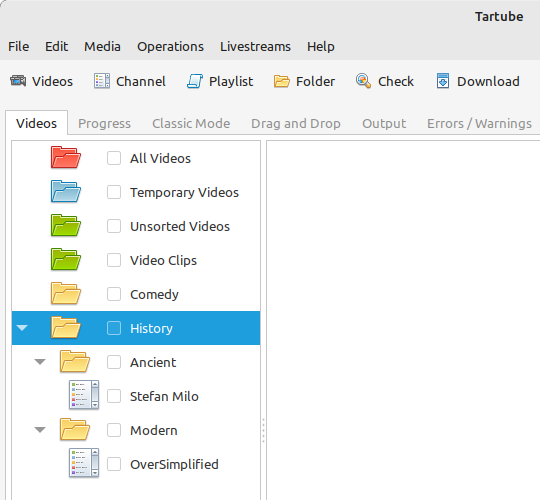 Tartube
File Edit Media Operations Livestreams Help
Videos Channel Playlist Folder Check Download
Videos Progress Classic Mode Drag and Drop Output Errors / Warnings
All Videos
Temporary Videos
Unsorted Videos
Video Clips
Comedy
History
Ancient
Stefan Milo
Modern
OverSimplified